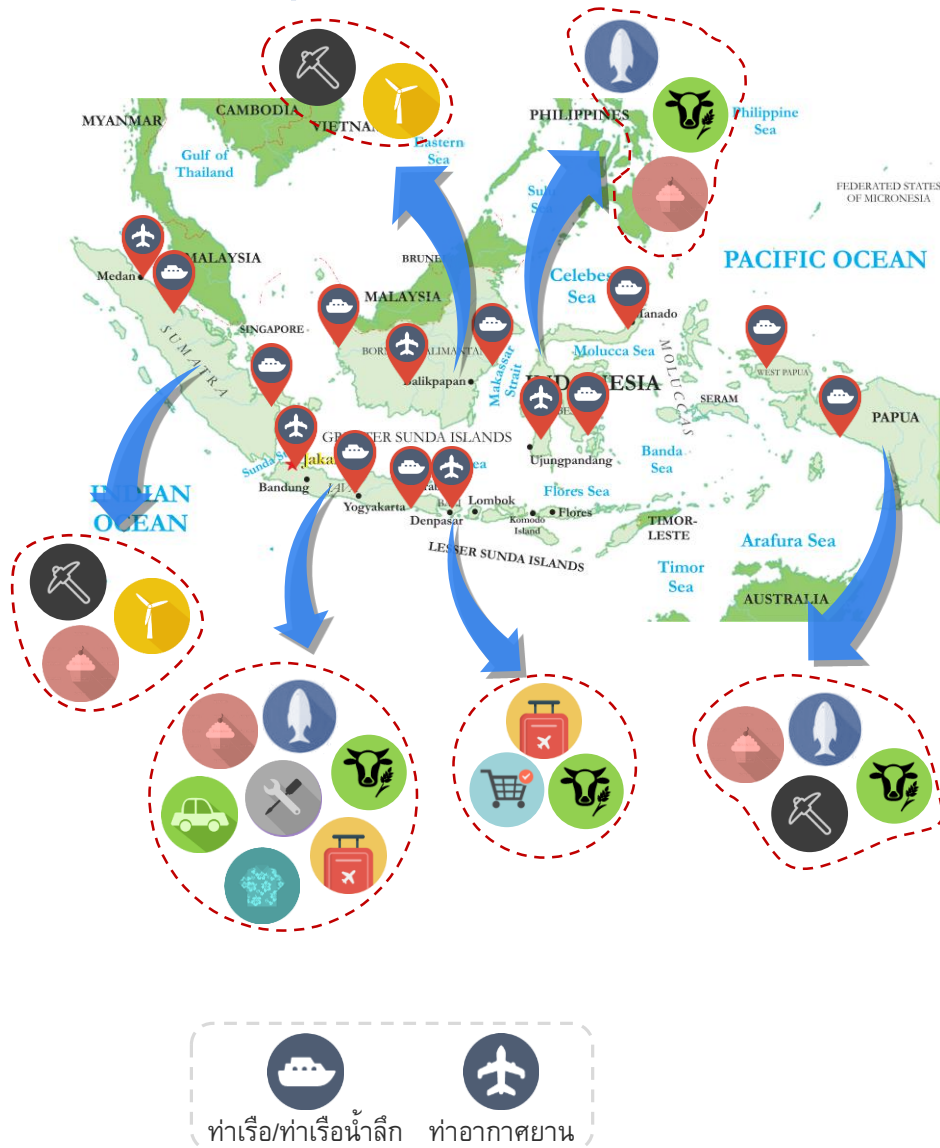 CAMBODIA
MYANMAR
VIETNAM
Gulf of
Thailand
Eastern
Sea
PHILIPPINES
Philippine
Sea
FEDERATED STATES
OF MICRONESIA
PACIFIC OCEAN
MALAYSIA
Medan
BRUNE
Celebes
Sea
MALAYSIA
SINGAPORE
Manado
Molucca Sea
SUMATRA
MOLUCCAS
Balikpapan
Makassar
Strait
INDONESIA
WEST PAPUA
SERAM
PAPUA
GREATER SUNDA ISLANDS
Ujungpandang
Banda
Sea
Bandung
INDIAN
OCEAN
Yogyakarta
Denpasar
Lombok
Komodo
Island
Flores
Flores Sea
TIMOR-
LESTE
LESSER SUNDA ISLANDS
Arafura Sea
Timor
Sea
AUSTRALIA
ท่าเรือ/ท่าเรือน้ำลึก
ท่าอากาศยาน